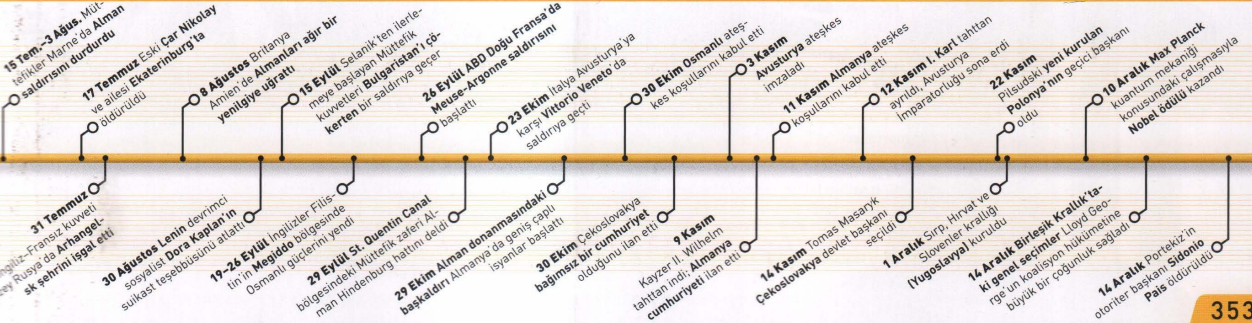 15 Tem.–3 Ağus. Müt-
tefikler Marne'da Alman
saldırısını durdurdu
17 Temmuz Eski Çar Nikolay
ve ailesi Ekaterinburg'ta
öldürüldü
8 Ağustos Britanya
Amien'de Almanları ağır bir
yenilgiye uğrattı
15 Eylül Selanik'ten ilerle-
meye başlayan Müttefik
kuvvetleri Bulgaristan'ı çö-
kerten bir saldırıya geçer
26 Eylül ABD Doğu Fransa'da
Meuse-Argonne saldırısını
başlattı
23 Ekim İtalya Avusturya'ya
karşı Vittorio Veneto'da
saldırıya geçti
30 Ekim Osmanlı ateş-
kes koşullarını kabul etti
3 Kasım
Avusturya ateşkes
imzaladı
11 Kasım Almanya ateşkes
koşullarını kabul etti
12 Kasım I. Karl tahttan
ayrıldı, Avusturya
İmparatorluğu sona erdi
22 Kasım
Pilsudski yeni kurulan
Polonya'nın geçici başkanı
oldu
10 Aralık Max Planck
kuantum mekaniği
konusundaki çalışmasıyla
Nobel ödülü kazandı
31 Temmuz
İngiliz-Fransız kuvveti
Rusya'da Arhangel-
sk şehrini işgal etti
30 Ağustos Lenin devrimci
sosyalist Dora Kaplan'ın
suikast teşebbüsünü atlattı
19–26 Eylül İngilizler Filis-
tin'in Megiddo bölgesinde
Osmanlı güçlerini yendi
29 Eylül St. Quentin Canal
bölgesindeki Müttefik zaferi Al-
man Hindenburg hattını deldi
29 Ekim Alman donanmasındaki
başkaldırı Almanya'da geniş çaplı
isyanlar başlattı
30 Ekim Çekoslovakya
bağımsız bir cumhuriyet
olduğunu ilan etti
9 Kasım
Kayzer II. Wilhelm
tahttan indi: Almanya
cumhuriyeti ilan etti
14 Kasım Tomas Masaryk
Çekoslovakya devlet başkanı
seçildi
1 Aralık Sırp, Hırvat ve
Slovenler krallığı
(Yugoslavya) kuruldu
14 Aralık Birleşik Krallık'ta-
ki genel seçimler Lloyd Geo-
rge'un koalisyon hükümetine
büyük bir çoğunluk sağladı
14 Aralık Portekiz'in
otoriter başkanı Sidonio
Pais öldürüldü
353